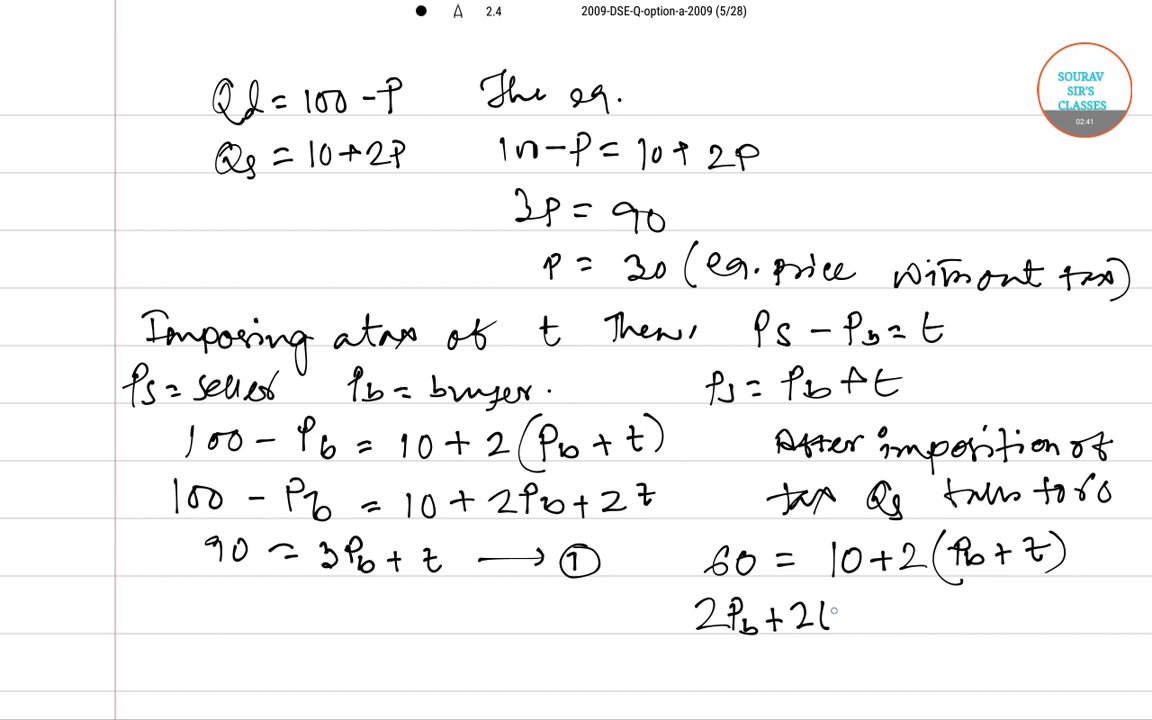 2.4 2009-DSE-Q-option-a-2009 (5/28)
SOURAV
SIR'S
CLASSES
02:41
Qd = 100 - P The eq.
Qs = 10 + 2P 100 - P = 10 + 2P
3P = 90
P = 30 (eq. price without tax)
Imposing a tax of t Then, Ps - Pb = t
Ps = seller Pb = buyer. Ps = Pb + t
100 - Pb = 10 + 2(Pb + t) After imposition of
100 - Pb = 10 + 2Pb + 2t tax Qs falls to 60
90 = 3Pb + t → ① 60 = 10 + 2(Pb + t)
2Pb + 2(